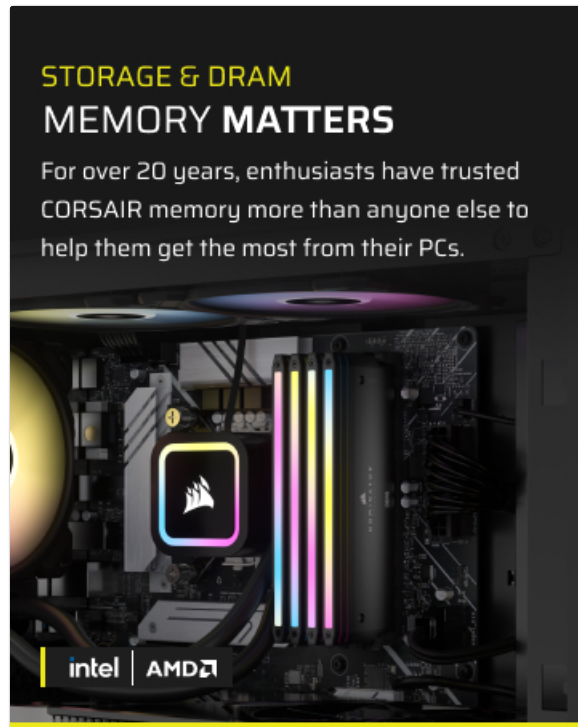 STORAGE & DRAM
MEMORY MATTERS
For over 20 years, enthusiasts have trusted
CORSAIR memory more than anyone else to
help them get the most from their PCs.
DOMINATOR
intel | AMD